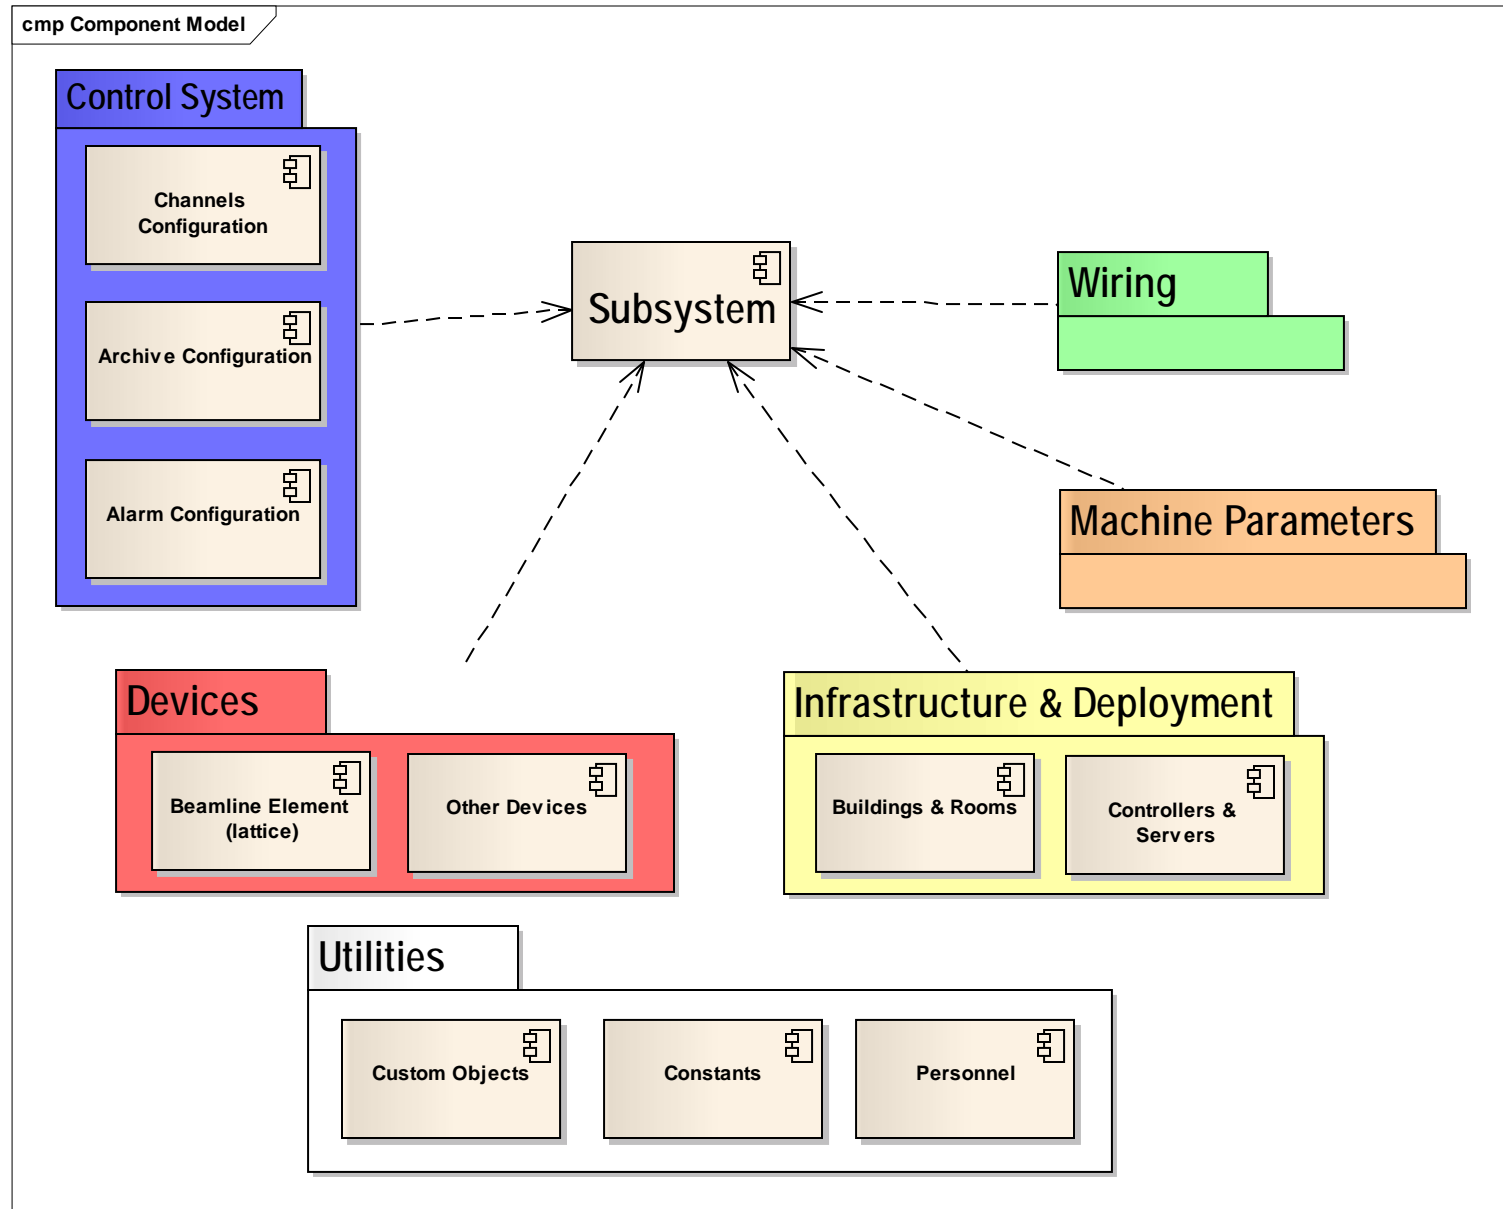 cmp Component Model
Control System
Channels
Configuration
Archive Configuration
Alarm Configuration
Subsystem
Wiring
Machine Parameters
Devices
Beamline Element
(lattice)
Other Devices
Infrastructure & Deployment
Buildings & Rooms
Controllers &
Servers
Utilities
Custom Objects
Constants
Personnel